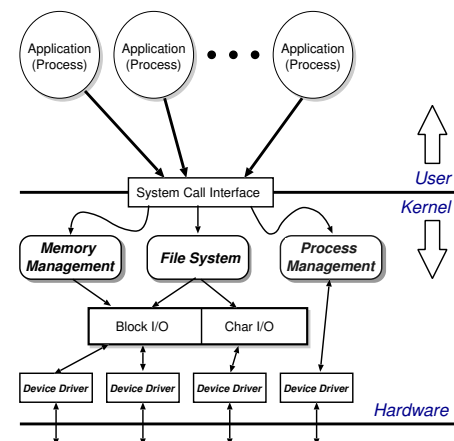 Application
(Process)
Application
(Process)
Application
(Process)
System Call Interface
User
Kernel
Memory
Management
File System
Process
Management
Block I/O
Char I/O
Device Driver
Device Driver
Device Driver
Device Driver
Hardware